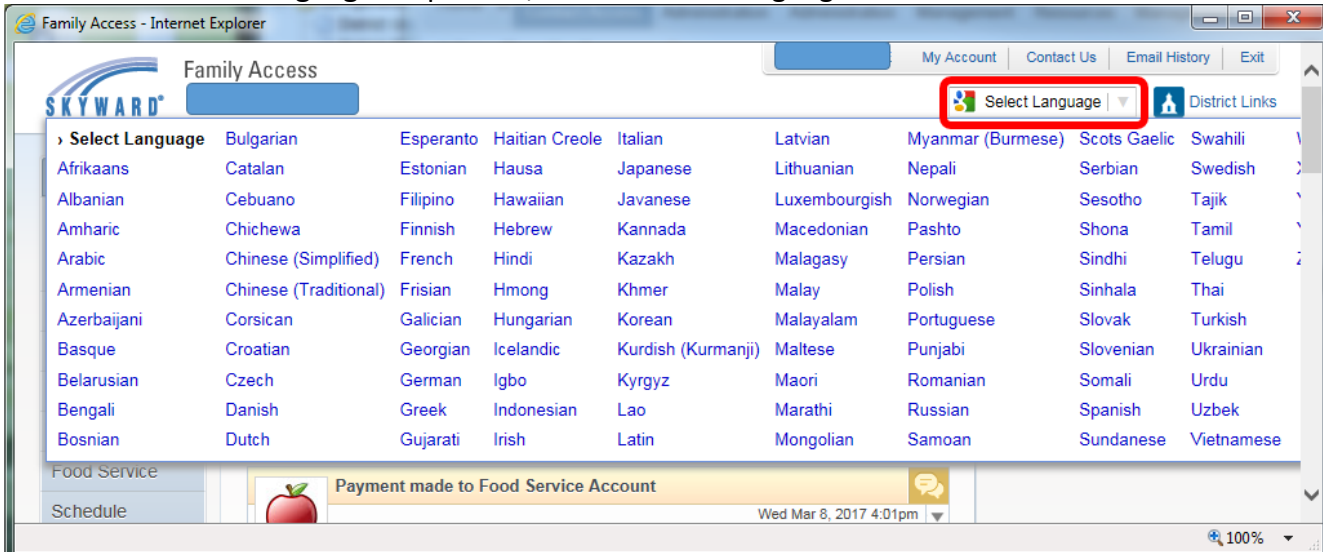 Family Access - Internet Explorer
My Account Contact Us Email History Exit
SKYWARD® Family Access
Select Language District Links
› Select Language Bulgarian Esperanto Haitian Creole Italian Latvian Myanmar (Burmese) Scots Gaelic Swahili
Afrikaans Catalan Estonian Hausa Japanese Lithuanian Nepali Serbian Swedish
Albanian Cebuano Filipino Hawaiian Javanese Luxembourgish Norwegian Sesotho Tajik
Amharic Chichewa Finnish Hebrew Kannada Macedonian Pashto Shona Tamil
Arabic Chinese (Simplified) French Hindi Kazakh Malagasy Persian Sindhi Telugu
Armenian Chinese (Traditional) Frisian Hmong Khmer Malay Polish Sinhala Thai
Azerbaijani Corsican Galician Hungarian Korean Malayalam Portuguese Slovak Turkish
Basque Croatian Georgian Icelandic Kurdish (Kurmanji) Maltese Punjabi Slovenian Ukrainian
Belarusian Czech German Igbo Kyrgyz Maori Romanian Somali Urdu
Bengali Danish Greek Indonesian Lao Marathi Russian Spanish Uzbek
Bosnian Dutch Gujarati Irish Latin Mongolian Samoan Sundanese Vietnamese
Food Service
Payment made to Food Service Account
Schedule
Wed Mar 8, 2017 4:01pm
100%